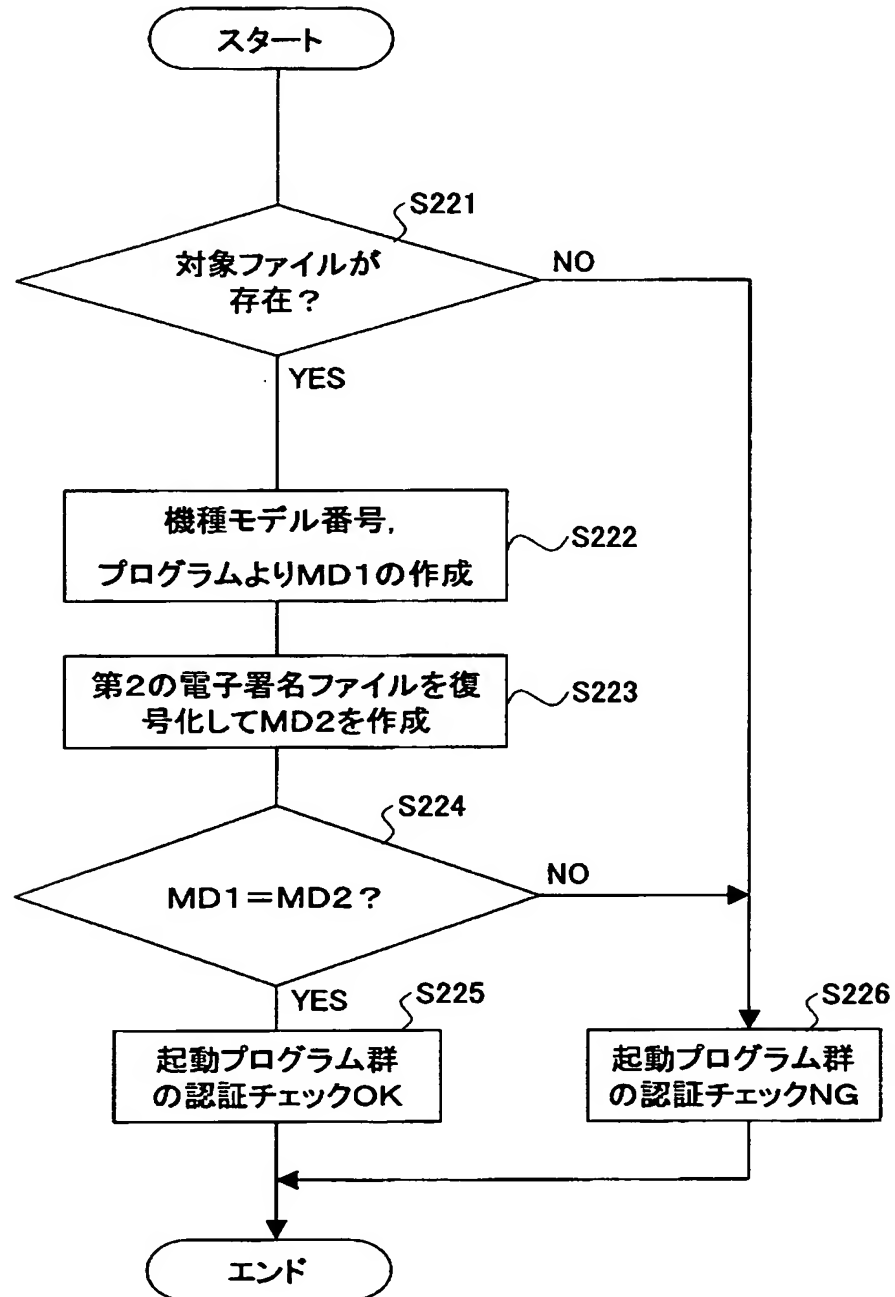 スタート
S221
対象ファイルが
存在？
NO
YES
機種モデル番号,
プログラムよりMD1の作成
S222
第2の電子署名ファイルを復
号化してMD2を作成
S223
S224
MD1＝MD2？
NO
YES
S225
起動プログラム群
の認証チェックOK
S226
起動プログラム群
の認証チェックNG
エンド